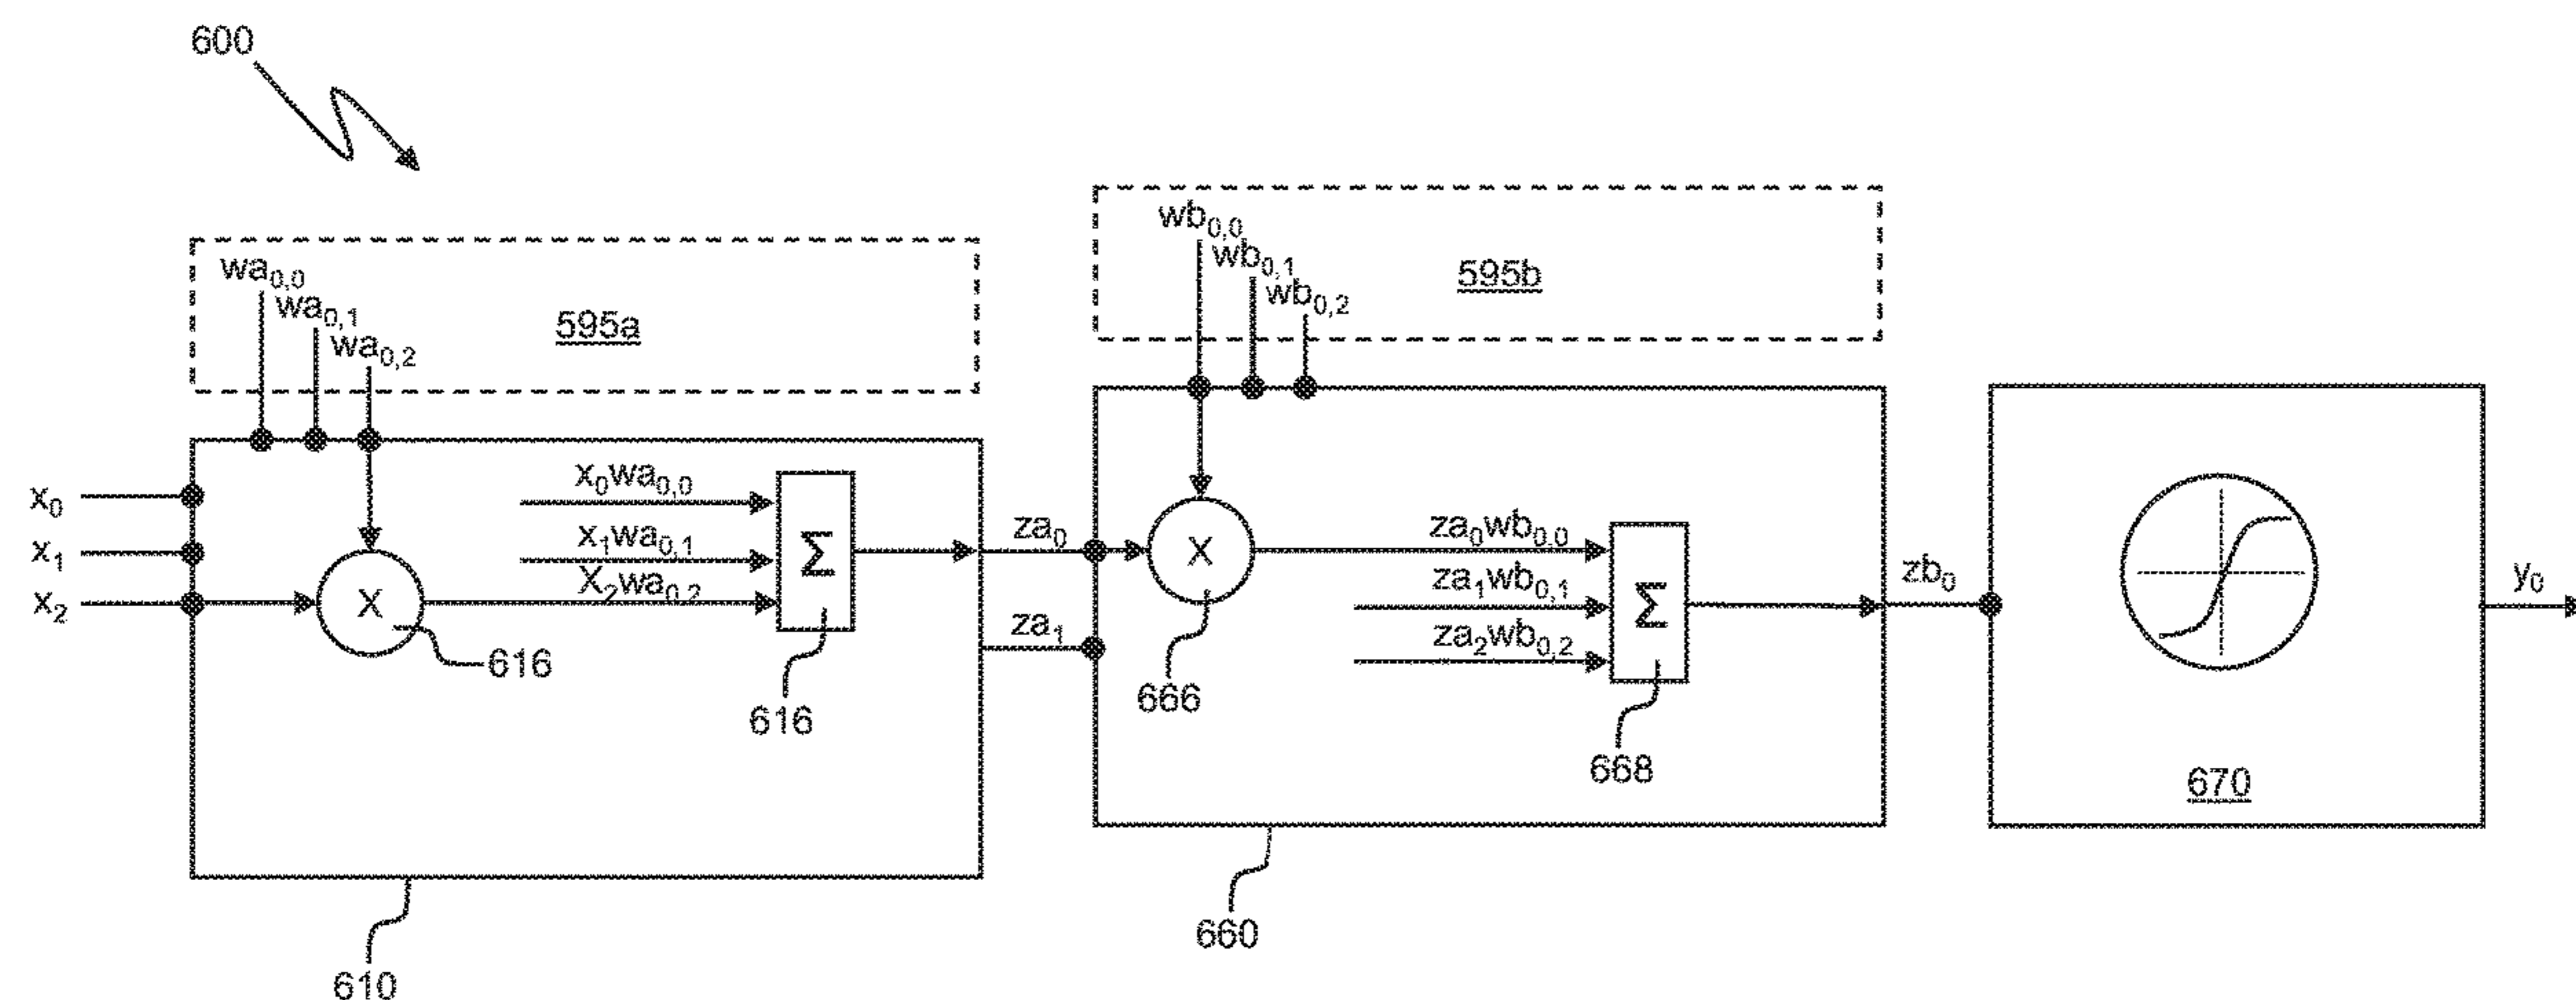 600
wa0,0
wa0,1
wa0,2
595a
wb0,0
wb0,1
wb0,2
595b
x0
x1
x2
X
616
x0wa0,0
x1wa0,1
X2wa0,2
Σ
616
za0
za1
X
666
za0wb0,0
za1wb0,1
za2wb0,2
Σ
668
zb0
670
y0
610
660